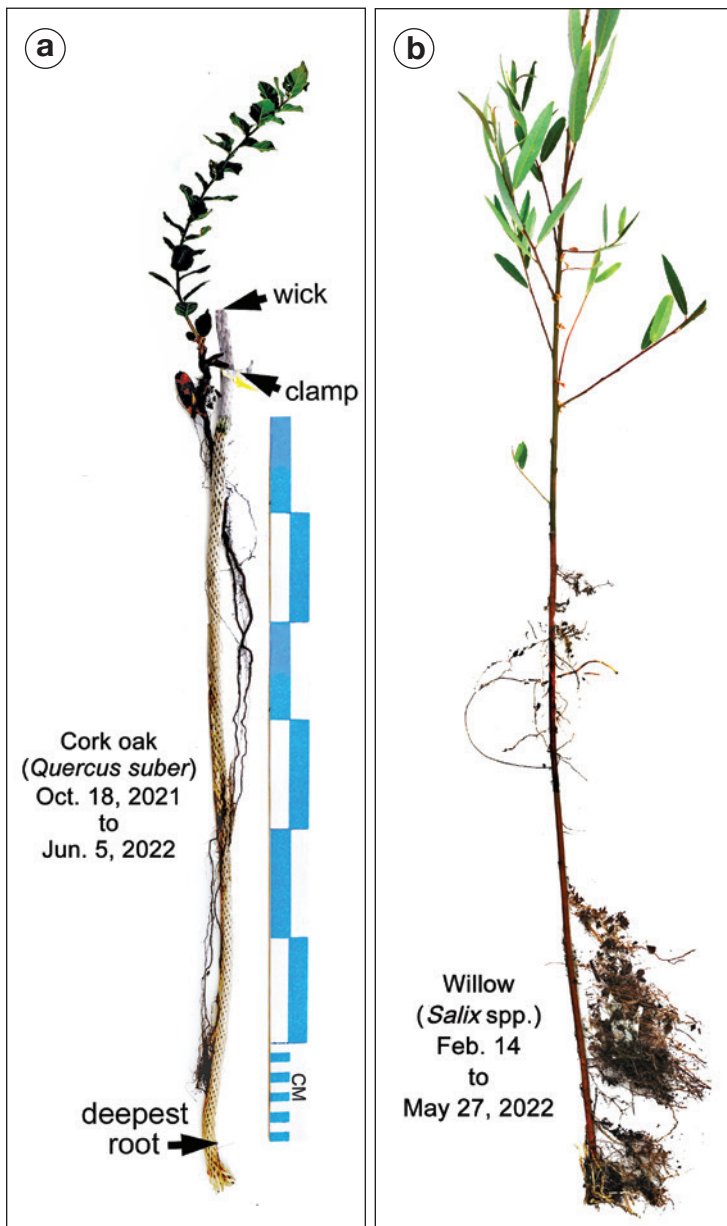 a
wick
clamp
Cork oak
(Quercus suber)
Oct. 18, 2021
to
Jun. 5, 2022
CM
deepest
root
b
Willow
(Salix spp.)
Feb. 14
to
May 27, 2022